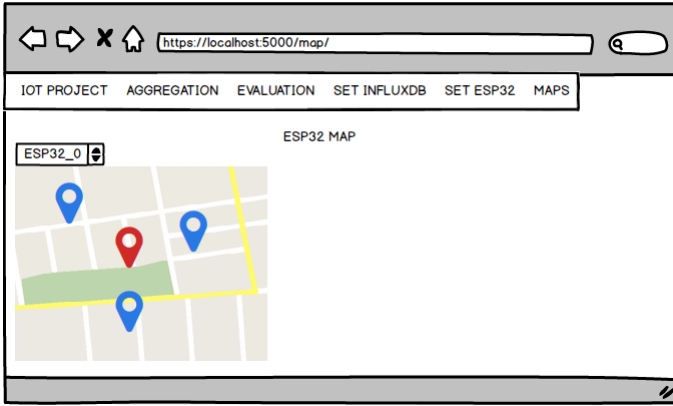 https://localhost:5000/map/
IOT PROJECT AGGREGATION EVALUATION SET INFLUXDB SET ESP32 MAPS
ESP32 MAP
ESP32_0